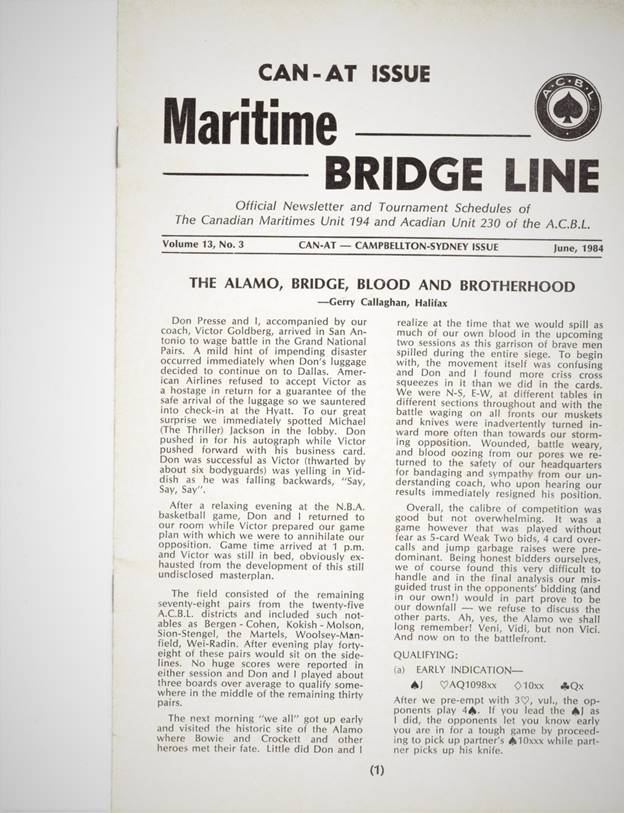 CAN-AT ISSUE
A·C·B·L
Maritime
BRIDGE LINE
Official Newsletter and Tournament Schedules of
The Canadian Maritimes Unit 194 and Acadian Unit 230 of the A.C.B.L.
Volume 13, No. 3 CAN-AT — CAMPBELLTON-SYDNEY ISSUE June, 1984
THE ALAMO, BRIDGE, BLOOD AND BROTHERHOOD
—Gerry Callaghan, Halifax
Don Presse and I, accompanied by our
coach, Victor Goldberg, arrived in San An-
tonio to wage battle in the Grand National
Pairs. A mild hint of impending disaster
occurred immediately when Don's luggage
decided to continue on to Dallas. Amer-
ican Airlines refused to accept Victor as
a hostage in return for a guarantee of the
safe arrival of the luggage so we sauntered
into check-in at the Hyatt. To our great
surprise we immediately spotted Michael
(The Thriller) Jackson in the lobby. Don
pushed in for his autograph while Victor
pushed forward with his business card.
Don was successful as Victor (thwarted by
about six bodyguards) was yelling in Yid-
dish as he was falling backwards, "Say,
Say, Say".
After a relaxing evening at the N.B.A.
basketball game, Don and I returned to
our room while Victor prepared our game
plan with which we were to annihilate our
opposition. Game time arrived at 1 p.m.
and Victor was still in bed, obviously ex-
hausted from the development of this still
undisclosed masterplan.
The field consisted of the remaining
seventy-eight pairs from the twenty-five
A.C.B.L. districts and included such not-
ables as Bergen - Cohen, Kokish - Molson,
Sion-Stengel, the Martels, Woolsey-Man-
field, Wei-Radin. After evening play forty-
eight of these pairs would sit on the side-
lines. No huge scores were reported in
either session and Don and I played about
three boards over average to qualify some-
where in the middle of the remaining thirty
pairs.
The next morning "we all" got up early
and visited the historic site of the Alamo
where Bowie and Crockett and other
heroes met their fate. Little did Don and I
realize at the time that we would spill as
much of our own blood in the upcoming
two sessions as this garrison of brave men
spilled during the entire siege. To begin
with, the movement itself was confusing
and Don and I found more criss cross
squeezes in it than we did in the cards.
We were N-S, E-W, at different tables in
different sections throughout and with the
battle waging on all fronts our muskets
and knives were inadvertently turned in-
ward more often than towards our storm-
ing opposition. Wounded, battle weary,
and blood oozing from our pores we re-
turned to the safety of our headquarters
for bandaging and sympathy from our un-
derstanding coach, who upon hearing our
results immediately resigned his position.
Overall, the calibre of competition was
good but not overwhelming. It was a
game however that was played without
fear as 5-card Weak Two bids, 4 card over-
calls and jump garbage raises were pre-
dominant. Being honest bidders ourselves,
we of course found this very difficult to
handle and in the final analysis our mis-
guided trust in the opponents' bidding (and
in our own!) would in part prove to be
our downfall — we refuse to discuss the
other parts. Ah, yes, the Alamo we shall
long remember! Veni, Vidi, but non Vici.
And now on to the battlefront.
QUALIFYING:
(a) EARLY INDICATION—
♠J ♡AQ1098xx ♢10xx ♣Qx
After we pre-empt with 3♡, vul., the op-
ponents play 4♠. If you lead the ♠J as
I did, the opponents let you know early
you are in for a tough game by proceed-
ing to pick up partner's ♠10xxx while part-
ner picks up his knife.
(1)